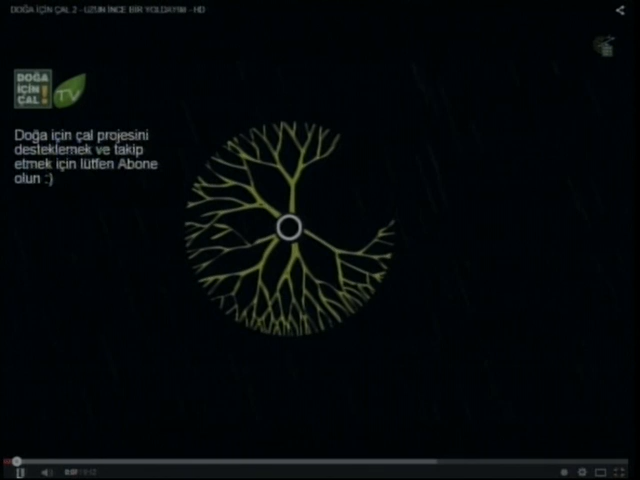 DOĞA İÇİN ÇAL 2 - UZUN İNCE BİR YOLDAYIM - HD
DOĞA
İÇİN
ÇAL!
TV
Doğa için çal projesini
desteklemek ve takip
etmek için lütfen Abone
olun :)